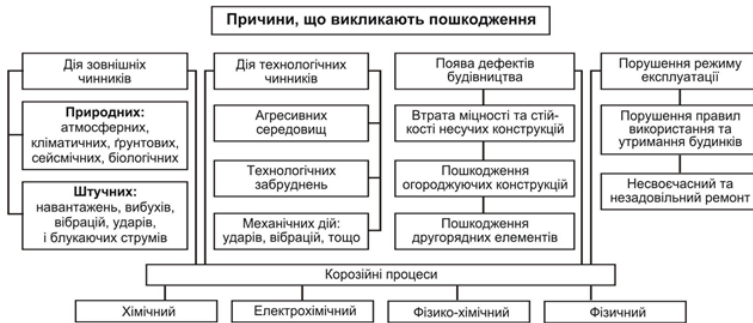 Причини, що викликають пошкодження
Дія зовнішніх
чинників
Природних:
атмосферних,
кліматичних, ґрунтових,
сейсмічних, біологічних
Штучних:
навантажень, вибухів,
вібрацій, ударів,
і блукаючих струмів
Дія технологічних
чинників
Агресивних
середовищ
Технологічних
забруднень
Механічних дій:
ударів, вібрацій, тощо
Поява дефектів
будівництва
Втрата міцності та стій-
кості несучих конструкцій
Пошкодження
огороджуючих конструкцій
Пошкодження
другорядних елементів
Порушення режиму
експлуатації
Порушення правил
використання та
утримання будинків
Несвоєчасний та
незадовільний ремонт
Корозійні процеси
Хімічний
Електрохімічний
Фізико-хімічний
Фізичний